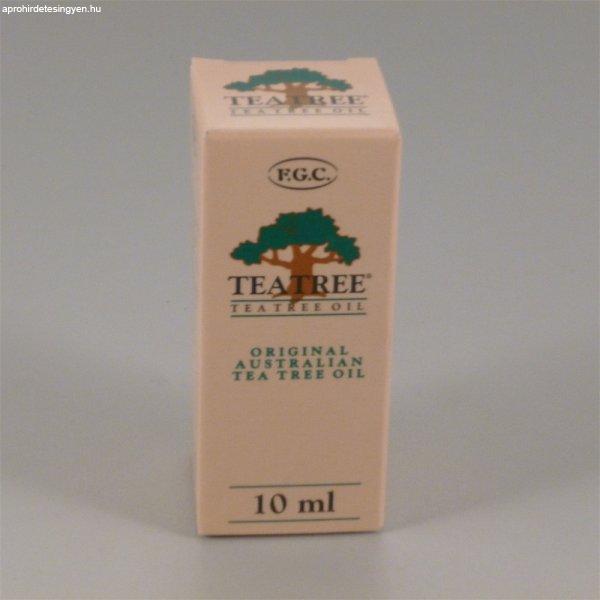 aprohirdetesingyen.hu
TEATREE®
TEATREE OIL
F.G.C.
TEATREE®
TEATREE OIL
ORIGINAL
AUSTRALIAN
TEA TREE OIL
10 ml